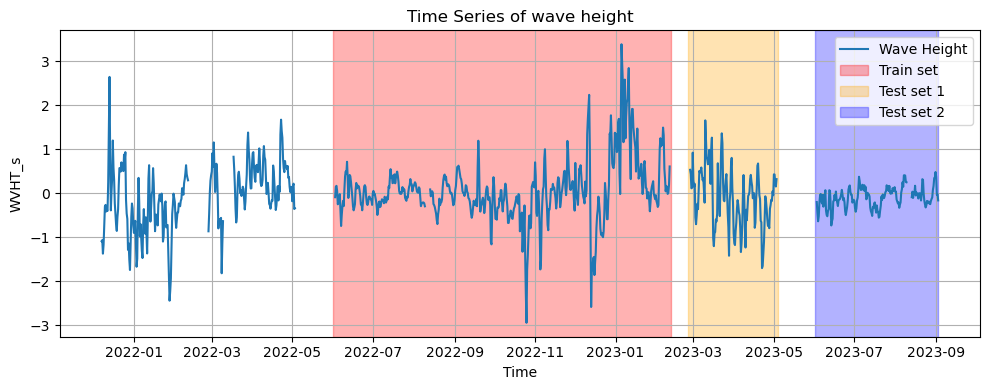 Time Series of wave height
Wave Height
Train set
Test set 1
Test set 2
WVHT_s
3
2
1
0
−1
−2
−3
2022-01
2022-03
2022-05
2022-07
2022-09
2022-11
2023-01
2023-03
2023-05
2023-07
2023-09
Time